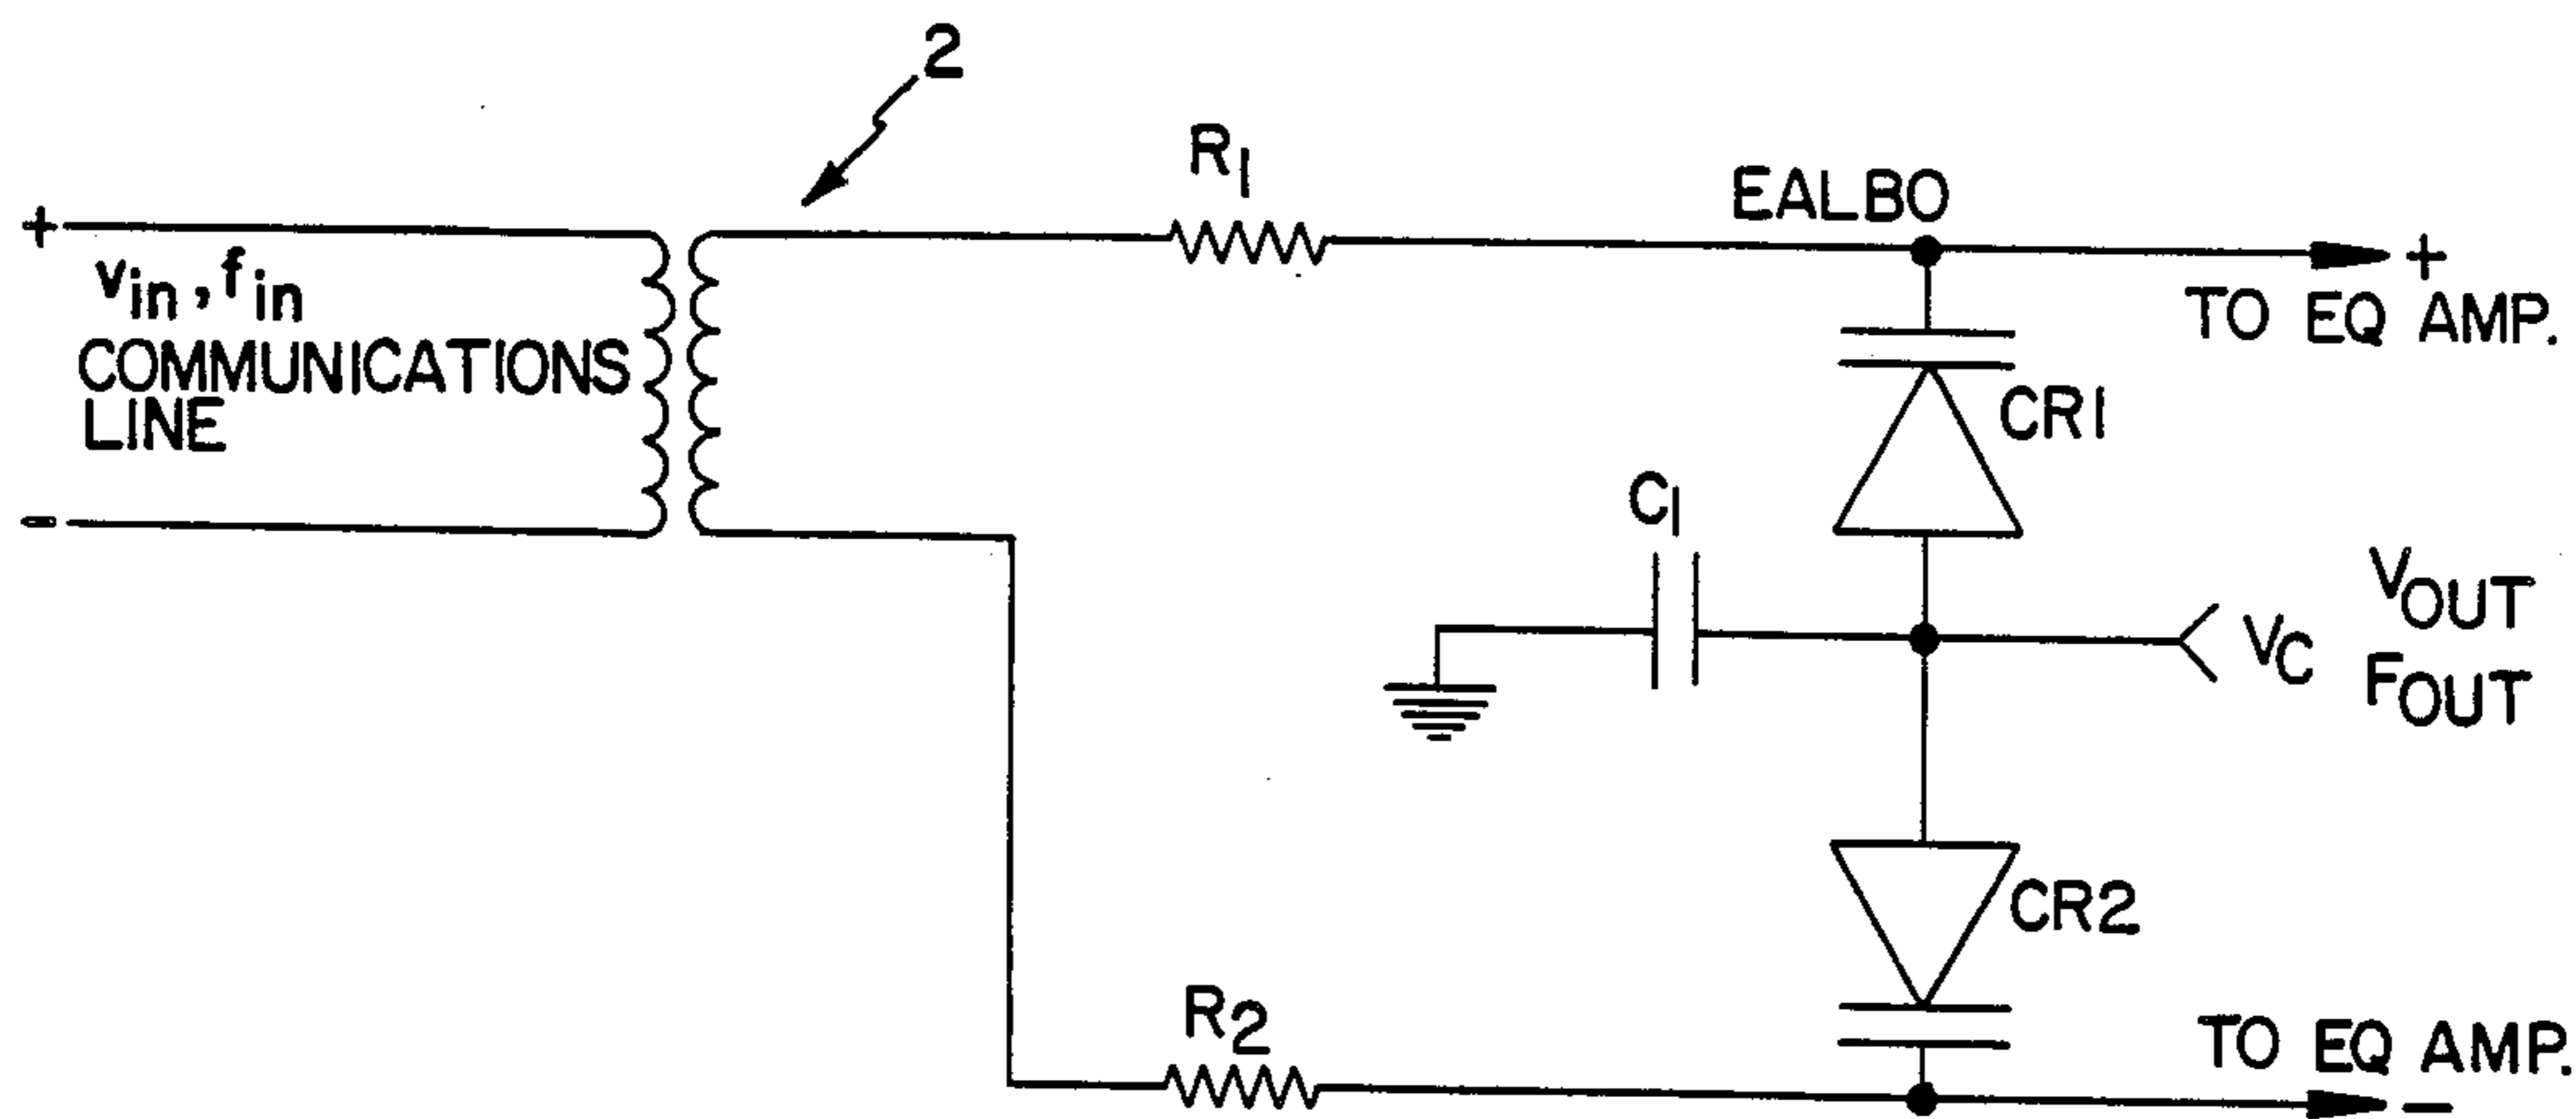 2
R1
EALBO
+
vin, fin
COMMUNICATIONS
LINE
-
+
TO EQ AMP.
CR1
C1
VC
VOUT
FOUT
CR2
R2
TO EQ AMP.
-